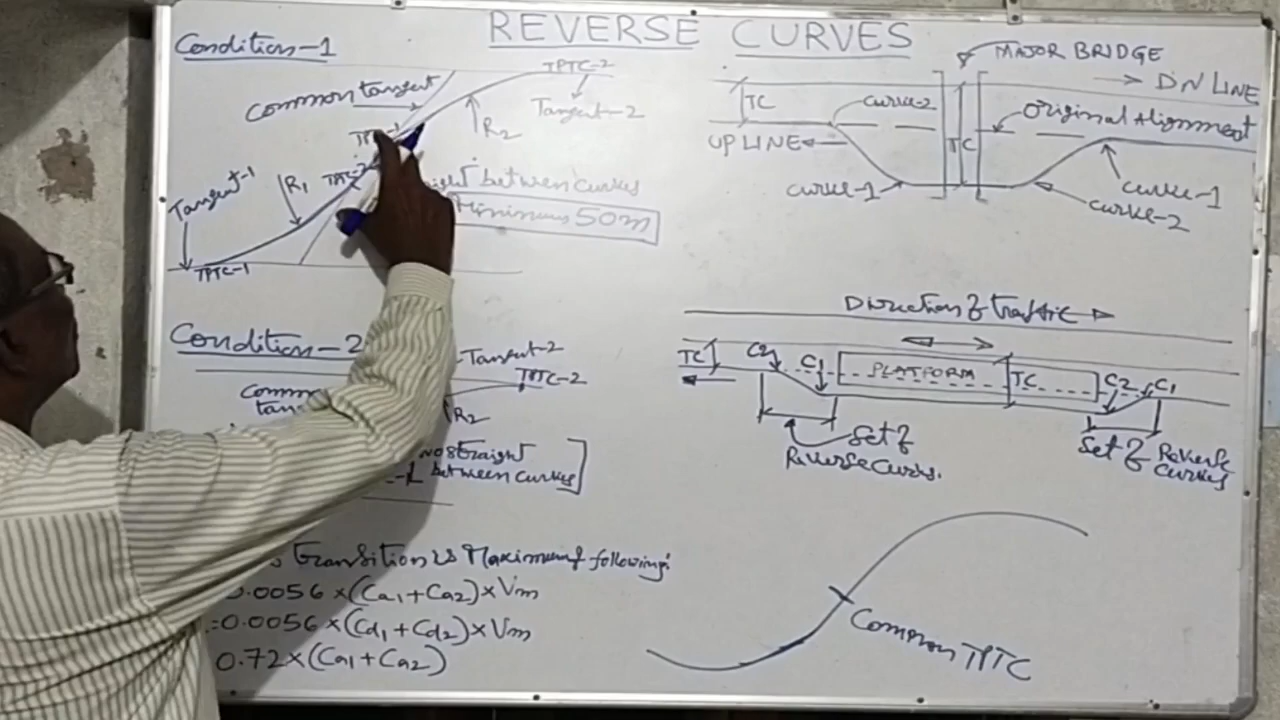 REVERSE CURVES
Condition-1
Common tangent
TPTC-2
Tangent-2
R2
Tangent-1
R1
TPTC-1
between curves
Minimum 50m
MAJOR BRIDGE
DN LINE
TC
curve-2
Original Alignment
UP LINE
TC
curve-1
curve-1
curve-2
Direction of traffic
TC
C2
C1
PLATFORM
TC
C2
C1
Set of
Reverse Curves.
Set of Reverse
Curves
Condition-2
Tangent-2
TPTC-2
R2
no straight
between curves
Transition is Maximum of following:
0.0056 × (Ca1 + Ca2) × Vm
= 0.0056 × (Cd1 + Cd2) × Vm
0.72 × (Ca1 + Ca2)
Common TPTC